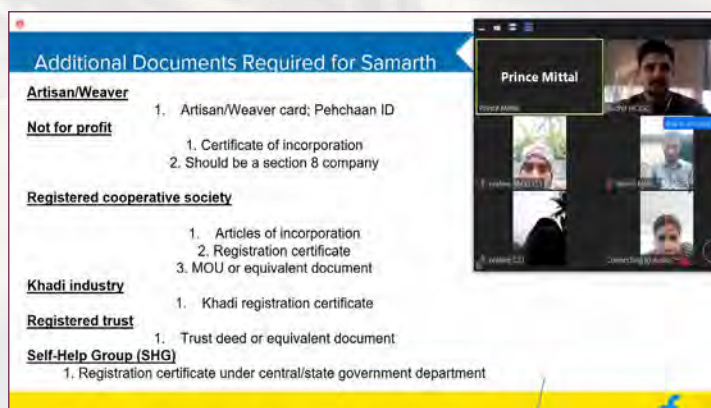 Additional Documents Required for Samarth
Artisan/Weaver
1. Artisan/Weaver card; Pehchaan ID
Not for profit
1. Certificate of incorporation
2. Should be a section 8 company
Registered cooperative society
1. Articles of incorporation
2. Registration certificate
3. MOU or equivalent document
Khadi industry
1. Khadi registration certificate
Registered trust
1. Trust deed or equivalent document
Self-Help Group (SHG)
1. Registration certificate under central/state government department
Prince Mittal
Prince Mittal